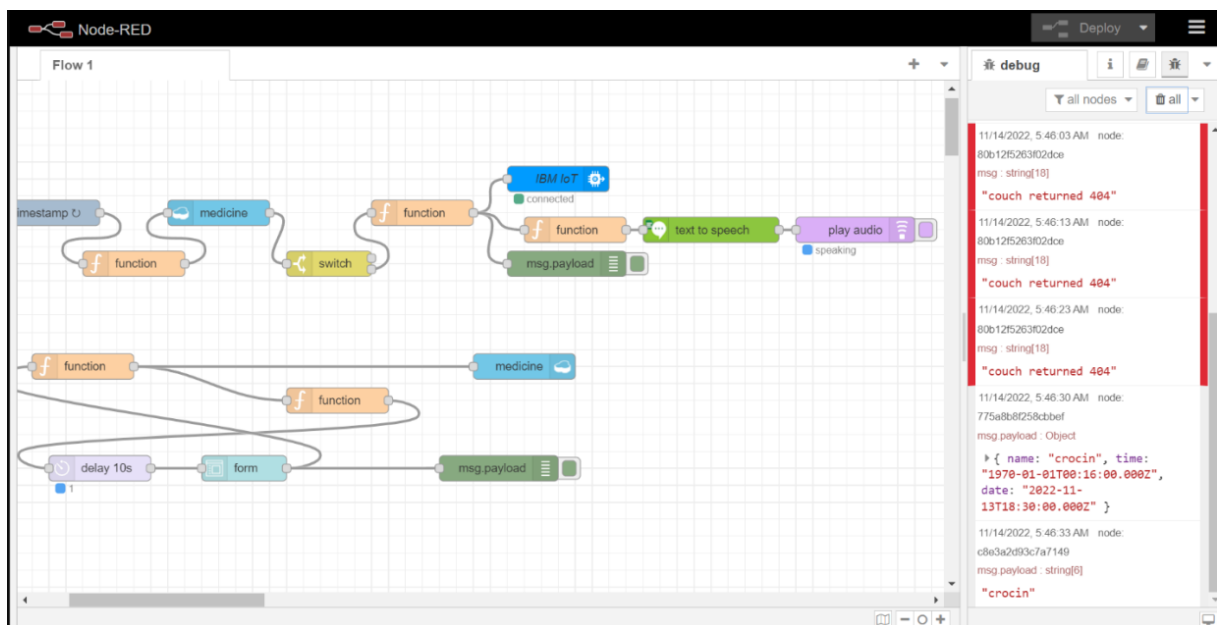 Node-RED
Deploy
Flow 1
debug
i
all nodes
all
IBM IoT
connected
imestamp ↻
medicine
function
function
function
text to speech
play audio
speaking
function
switch
msg.payload
function
medicine
function
delay 10s
form
msg.payload
1
11/14/2022, 5:46:03 AM node:
80b12f5263f02dce
msg : string[18]
"couch returned 404"
11/14/2022, 5:46:13 AM node:
80b12f5263f02dce
msg : string[18]
"couch returned 404"
11/14/2022, 5:46:23 AM node:
80b12f5263f02dce
msg : string[18]
"couch returned 404"
11/14/2022, 5:46:30 AM node:
775a8b8f258cbbef
msg.payload : Object
{ name: "crocin", time:
"1970-01-01T00:16:00.000Z",
date: "2022-11-
13T18:30:00.000Z" }
11/14/2022, 5:46:33 AM node:
c8e3a2d93c7a7149
msg.payload : string[6]
"crocin"